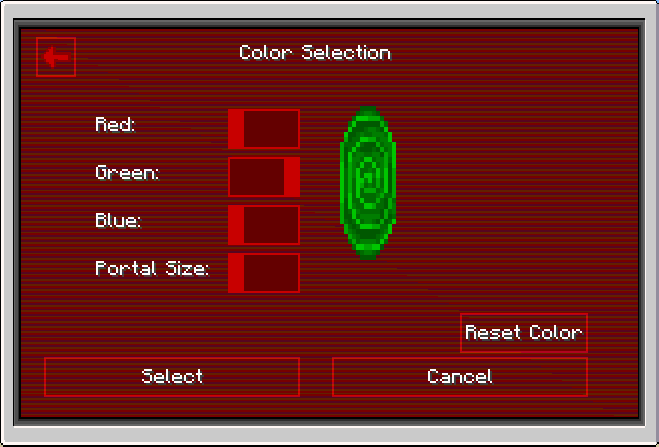 Color Selection
Red:
Green:
Blue:
Portal Size:
Reset Color
Select
Cancel